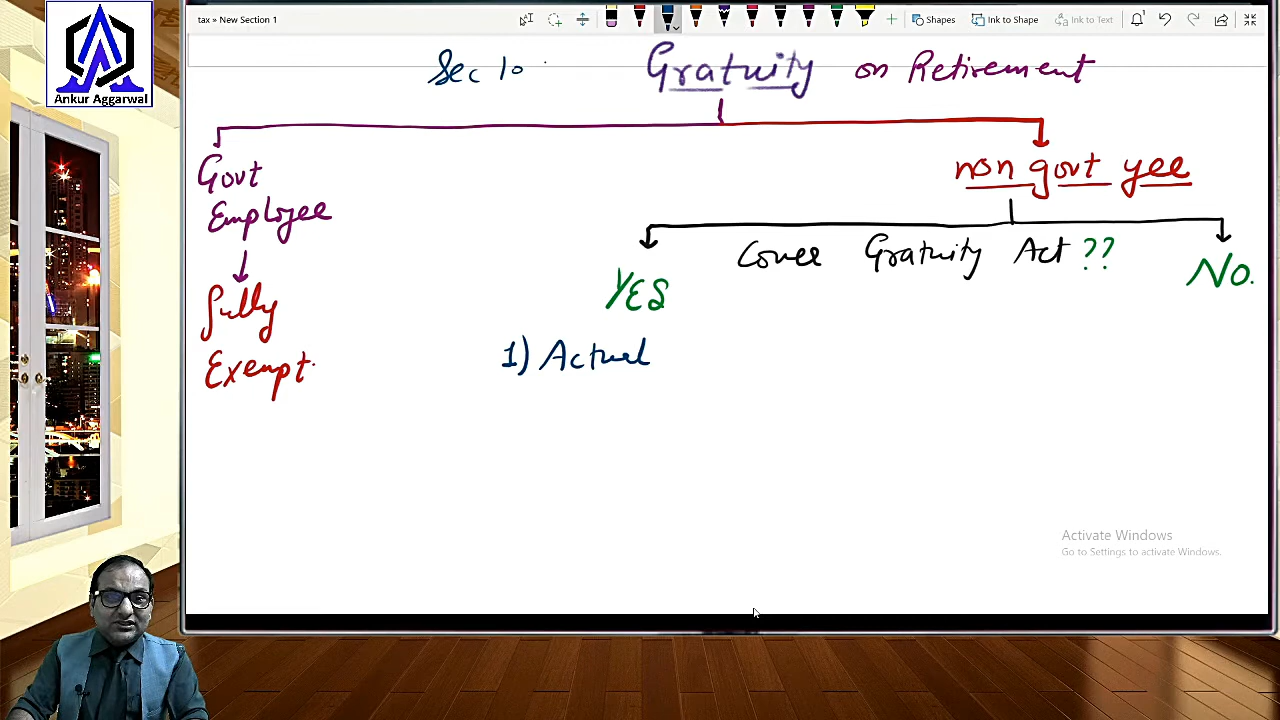 tax » New Section 1
Shapes
Ink to Shape
Ink to Text
Ankur Aggarwal
Sec 10
Gratuity on Retirement
Govt
Employee
fully
Exempt
non govt yee
Cover Gratuity Act ??
YES
NO.
1) Actual
Activate Windows
Go to Settings to activate Windows.